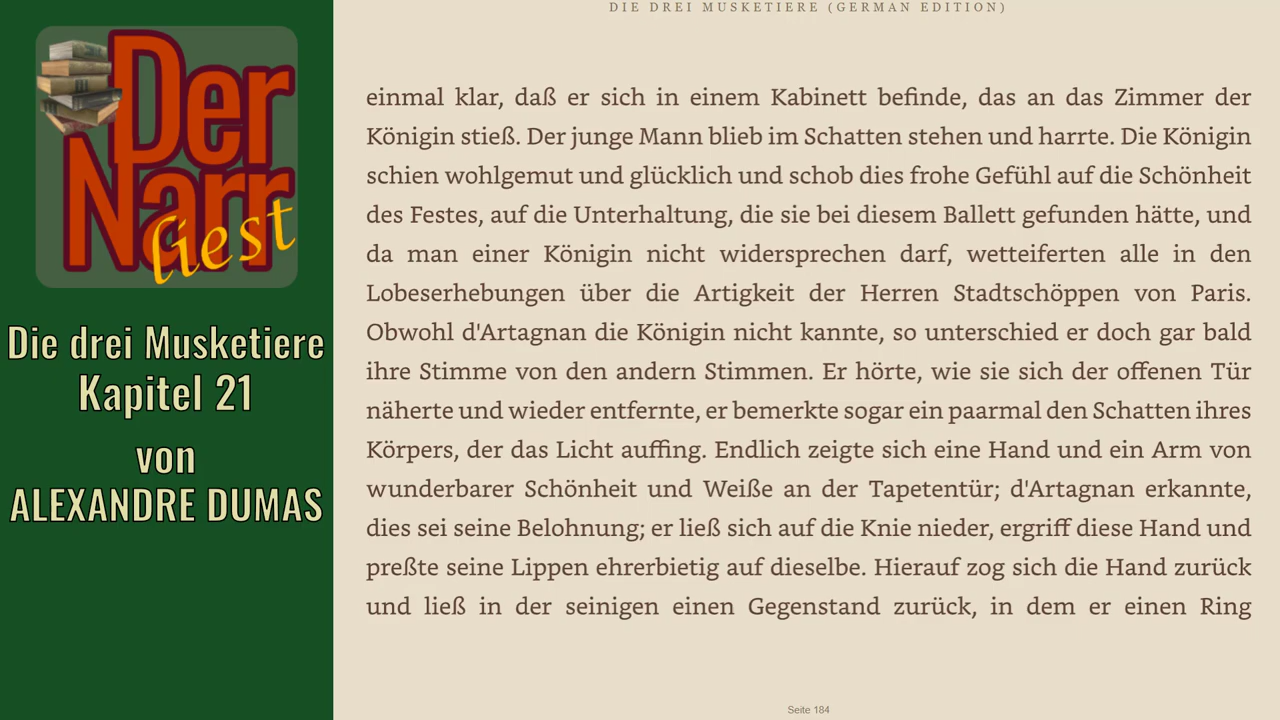 Der
Narr
liest
Die drei Musketiere
Kapitel 21
von
ALEXANDRE DUMAS
DIE DREI MUSKETIERE (GERMAN EDITION)
einmal klar, daß er sich in einem Kabinett befinde, das an das Zimmer der
Königin stieß. Der junge Mann blieb im Schatten stehen und harrte. Die Königin
schien wohlgemut und glücklich und schob dies frohe Gefühl auf die Schönheit
des Festes, auf die Unterhaltung, die sie bei diesem Ballett gefunden hätte, und
da man einer Königin nicht widersprechen darf, wetteiferten alle in den
Lobeserhebungen über die Artigkeit der Herren Stadtschöppen von Paris.
Obwohl d'Artagnan die Königin nicht kannte, so unterschied er doch gar bald
ihre Stimme von den andern Stimmen. Er hörte, wie sie sich der offenen Tür
näherte und wieder entfernte, er bemerkte sogar ein paarmal den Schatten ihres
Körpers, der das Licht auffing. Endlich zeigte sich eine Hand und ein Arm von
wunderbarer Schönheit und Weiße an der Tapetentür; d'Artagnan erkannte,
dies sei seine Belohnung; er ließ sich auf die Knie nieder, ergriff diese Hand und
preßte seine Lippen ehrerbietig auf dieselbe. Hierauf zog sich die Hand zurück
und ließ in der seinigen einen Gegenstand zurück, in dem er einen Ring
Seite 184